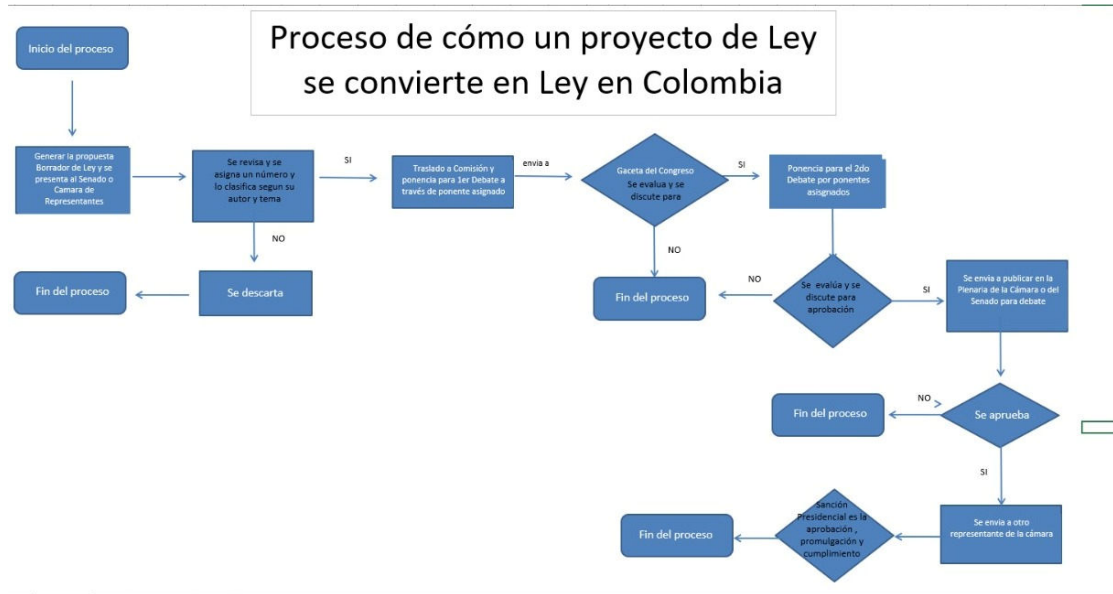 Proceso de cómo un proyecto de Ley
se convierte en Ley en Colombia
Inicio del proceso
Generar la propuesta
Borrador de Ley y se
presenta al Senado o
Camara de
Representantes
Se revisa y se
asigna un número y
lo clasifica segun su
autor y tema
SI
Traslado a Comisión y
ponencia para 1er Debate a
través de ponente asignado
envia a
Gaceta del Congreso
Se evalua y se
discute para
SI
Ponencia para el 2do
Debate por ponentes
asisgnados
NO
NO
Fin del proceso
Se descarta
Fin del proceso
NO
Se evalúa y se
discute para
aprobación
SI
Se envia a publicar en la
Plenaria de la Cámara o del
Senado para debate
Fin del proceso
NO
Se aprueba
SI
Fin del proceso
Sanción
Presidencial es la
aprobación ,
promulgación y
cumplimiento
Se envia a otro
representante de la cámara